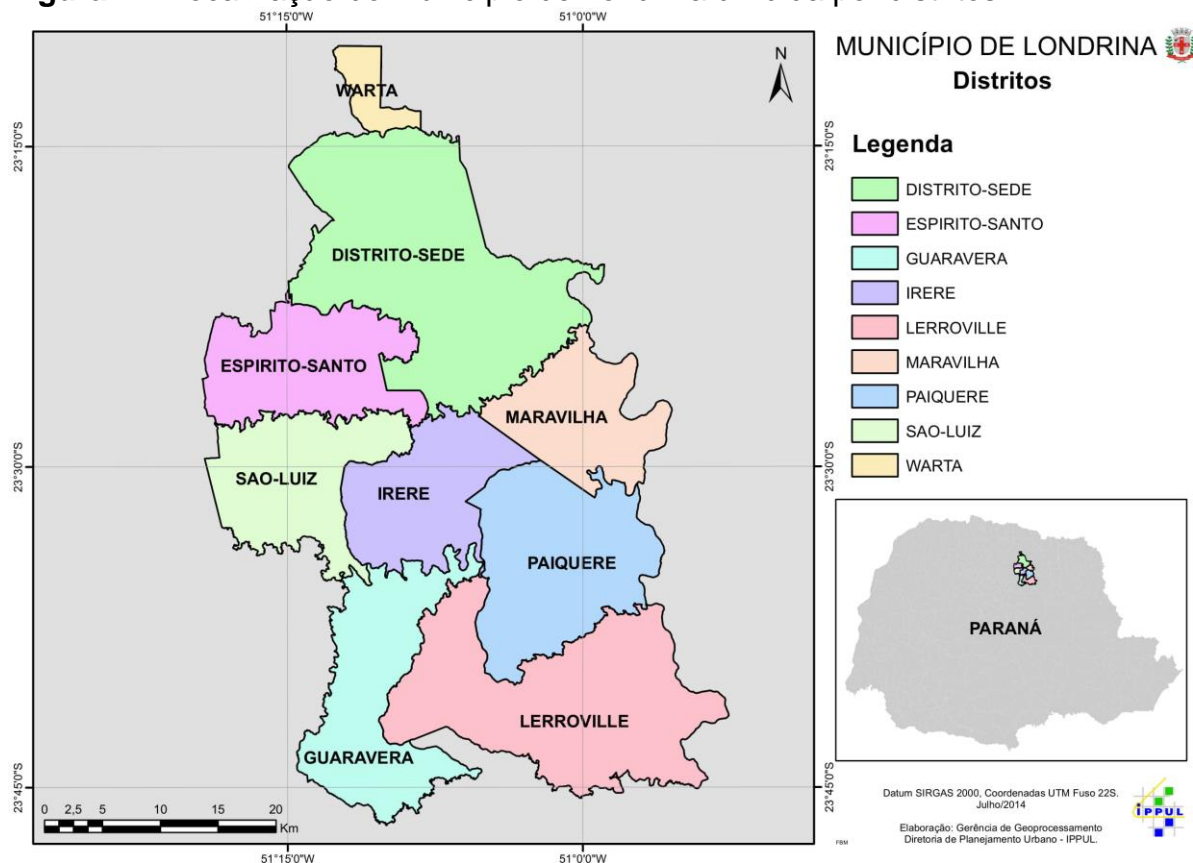 51°15'0"W 51°0'0"W
N
WARTA
23°15'0"S 23°15'0"S
DISTRITO-SEDE
ESPIRITO-SANTO
MARAVILHA
23°30'0"S 23°30'0"S
SAO-LUIZ
IRERE
PAIQUERE
LERROVILLE
GUARAVERA
23°45'0"S 23°45'0"S
0 2,5 5 10 15 20
Km
51°15'0"W 51°0'0"W
MUNICÍPIO DE LONDRINA
Distritos
Legenda
DISTRITO-SEDE
ESPIRITO-SANTO
GUARAVERA
IRERE
LERROVILLE
MARAVILHA
PAIQUERE
SAO-LUIZ
WARTA
PARANÁ
Datum SIRGAS 2000, Coordenadas UTM Fuso 22S.
Julho/2014
Elaboração: Gerência de Geoprocessamento
Diretoria de Planejamento Urbano - IPPUL.
FBM
IPPUL